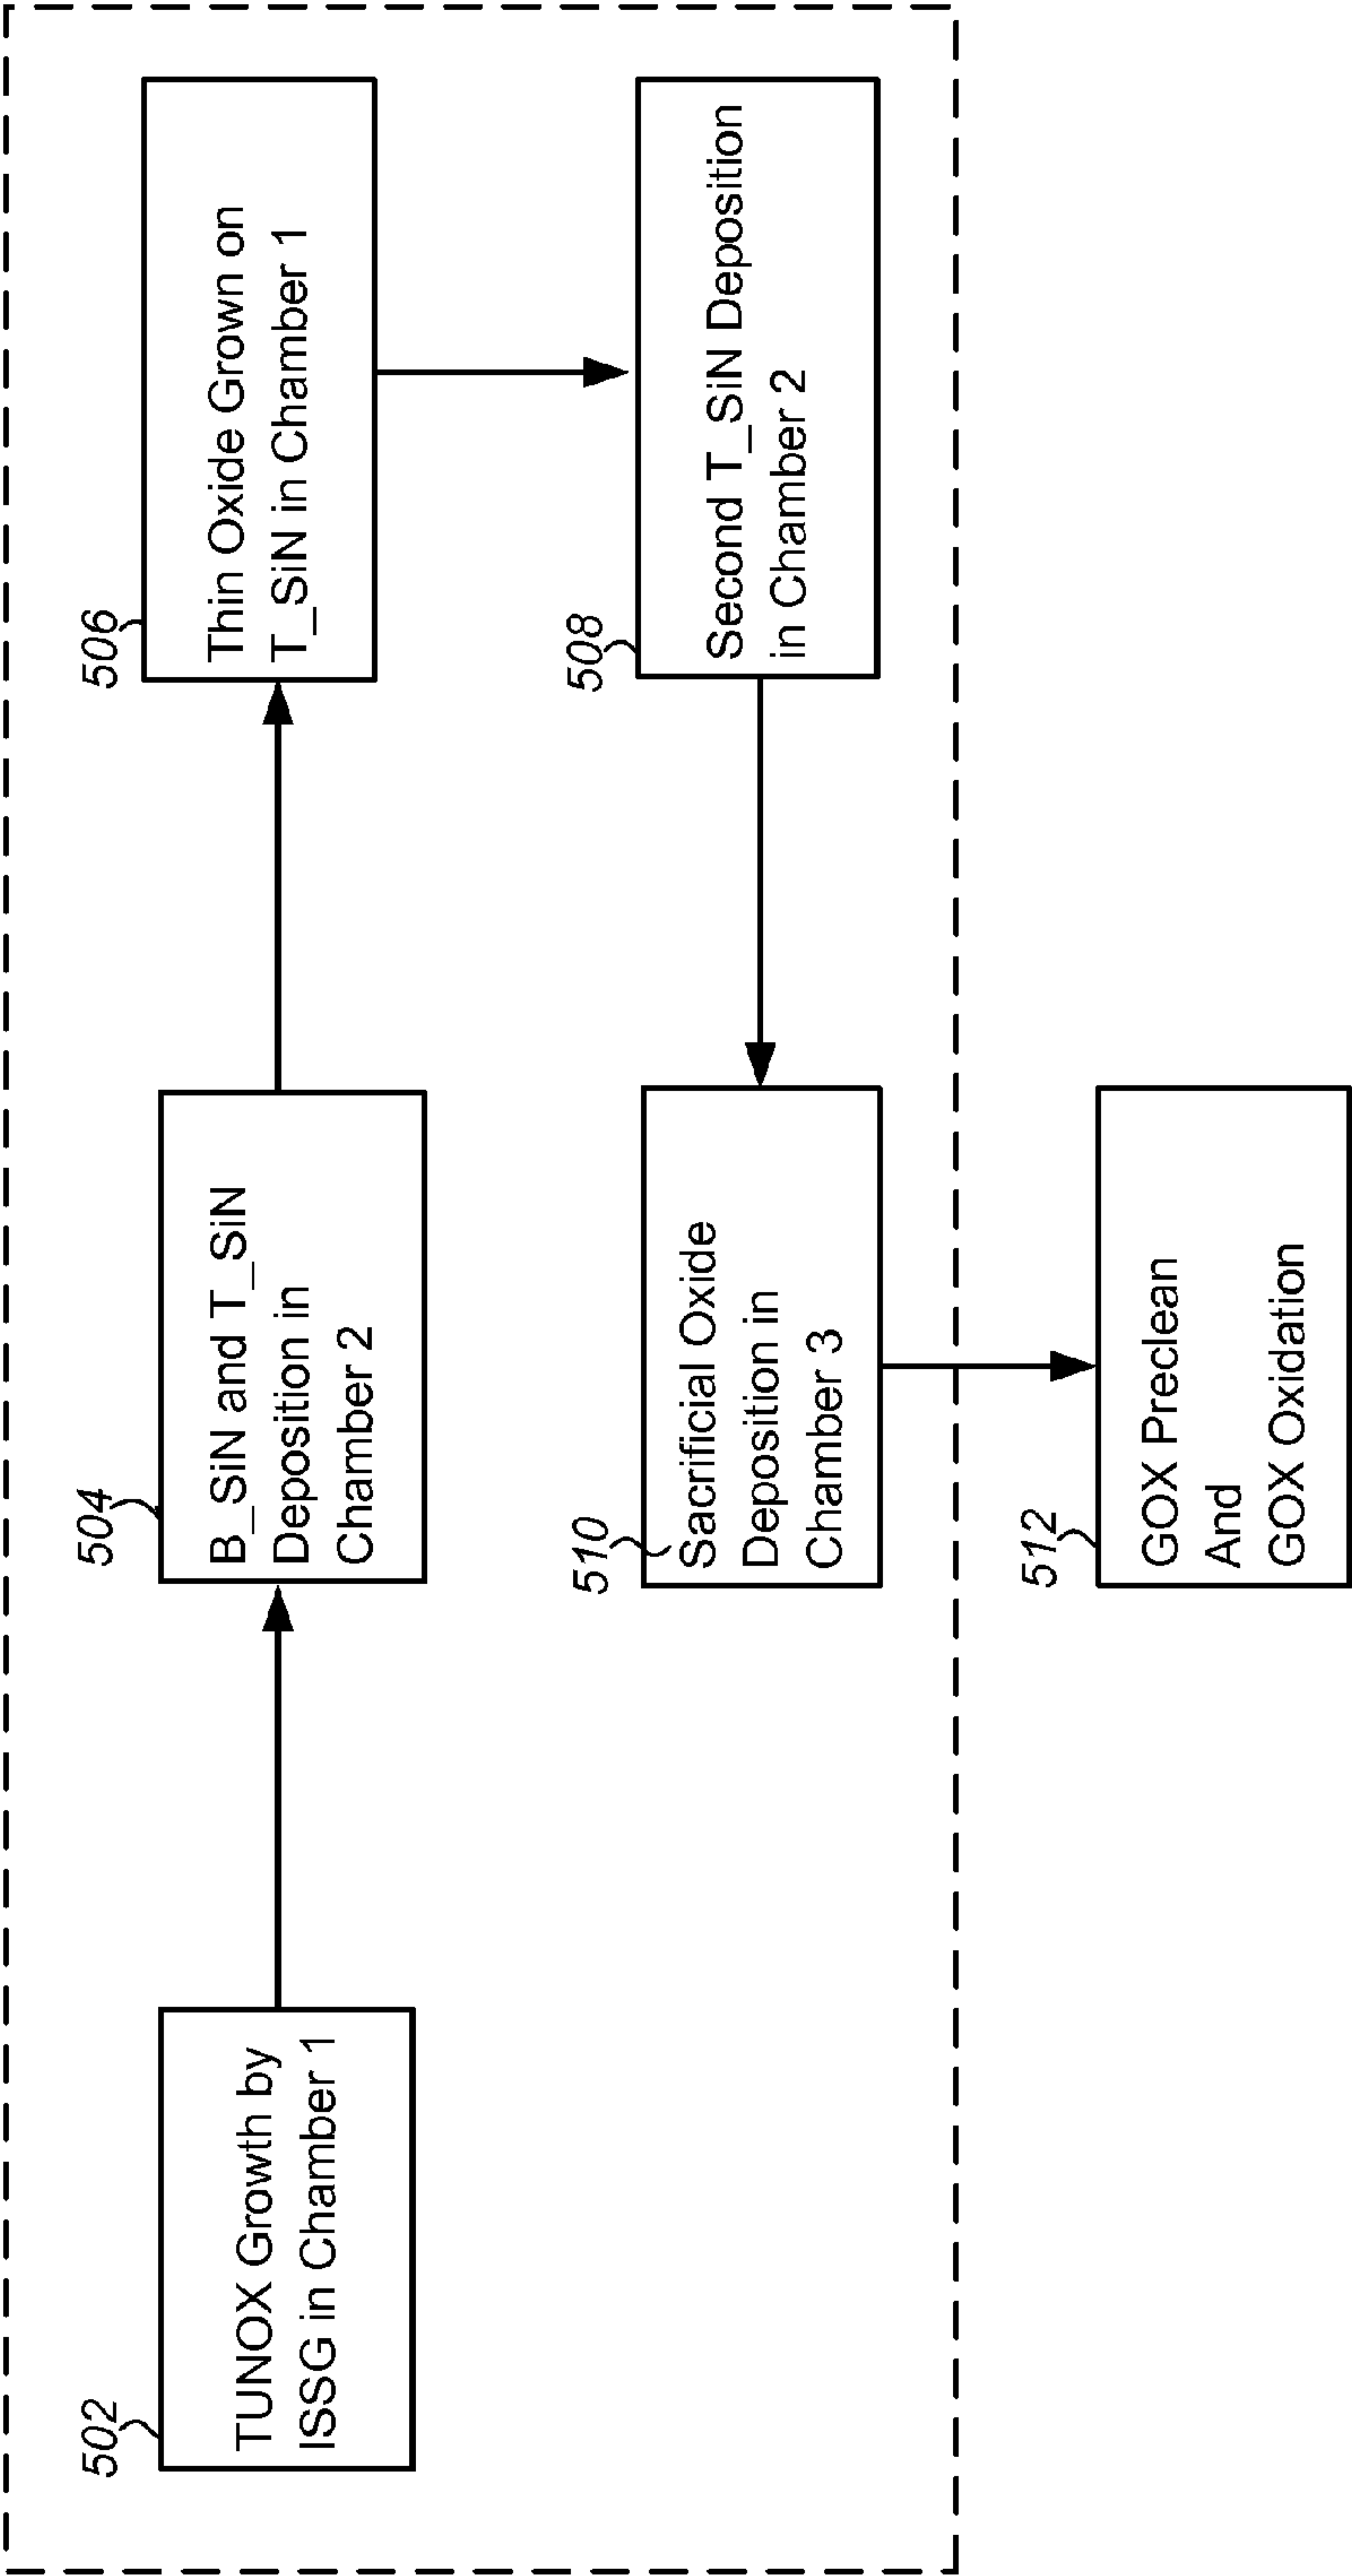 502
TUNOX Growth by
ISSG in Chamber 1
504
B_SiN and T_SiN
Deposition in
Chamber 2
506
Thin Oxide Grown on
T_SiN in Chamber 1
508
Second T_SiN Deposition
in Chamber 2
510
Sacrificial Oxide
Deposition in
Chamber 3
512
GOX Preclean
And
GOX Oxidation